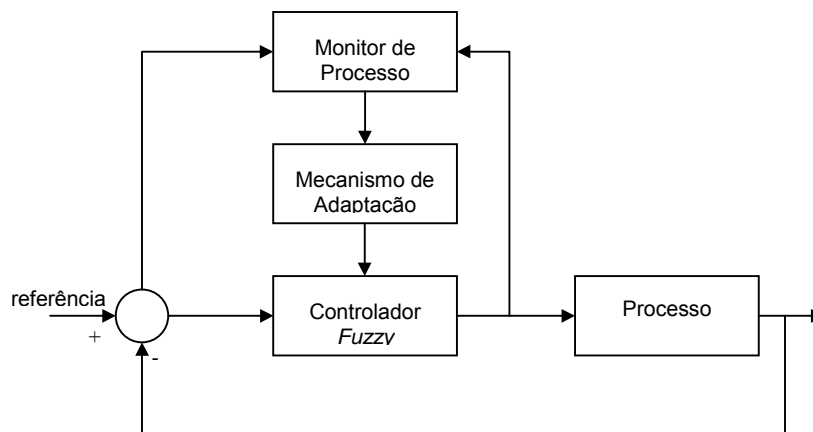 Monitor de
Processo
Mecanismo de
Adaptação
referência
+
-
Controlador
Fuzzy
Processo